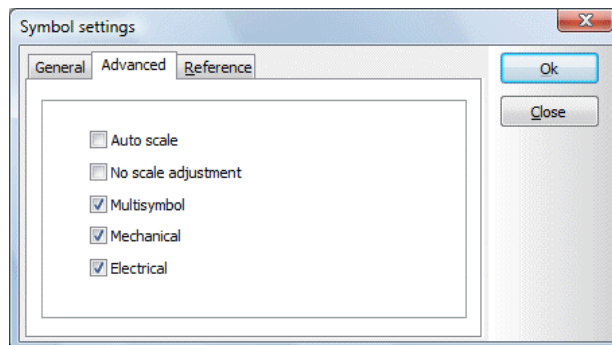 Symbol settings
General Advanced Reference
Ok
Close
Auto scale
No scale adjustment
Multisymbol
Mechanical
Electrical